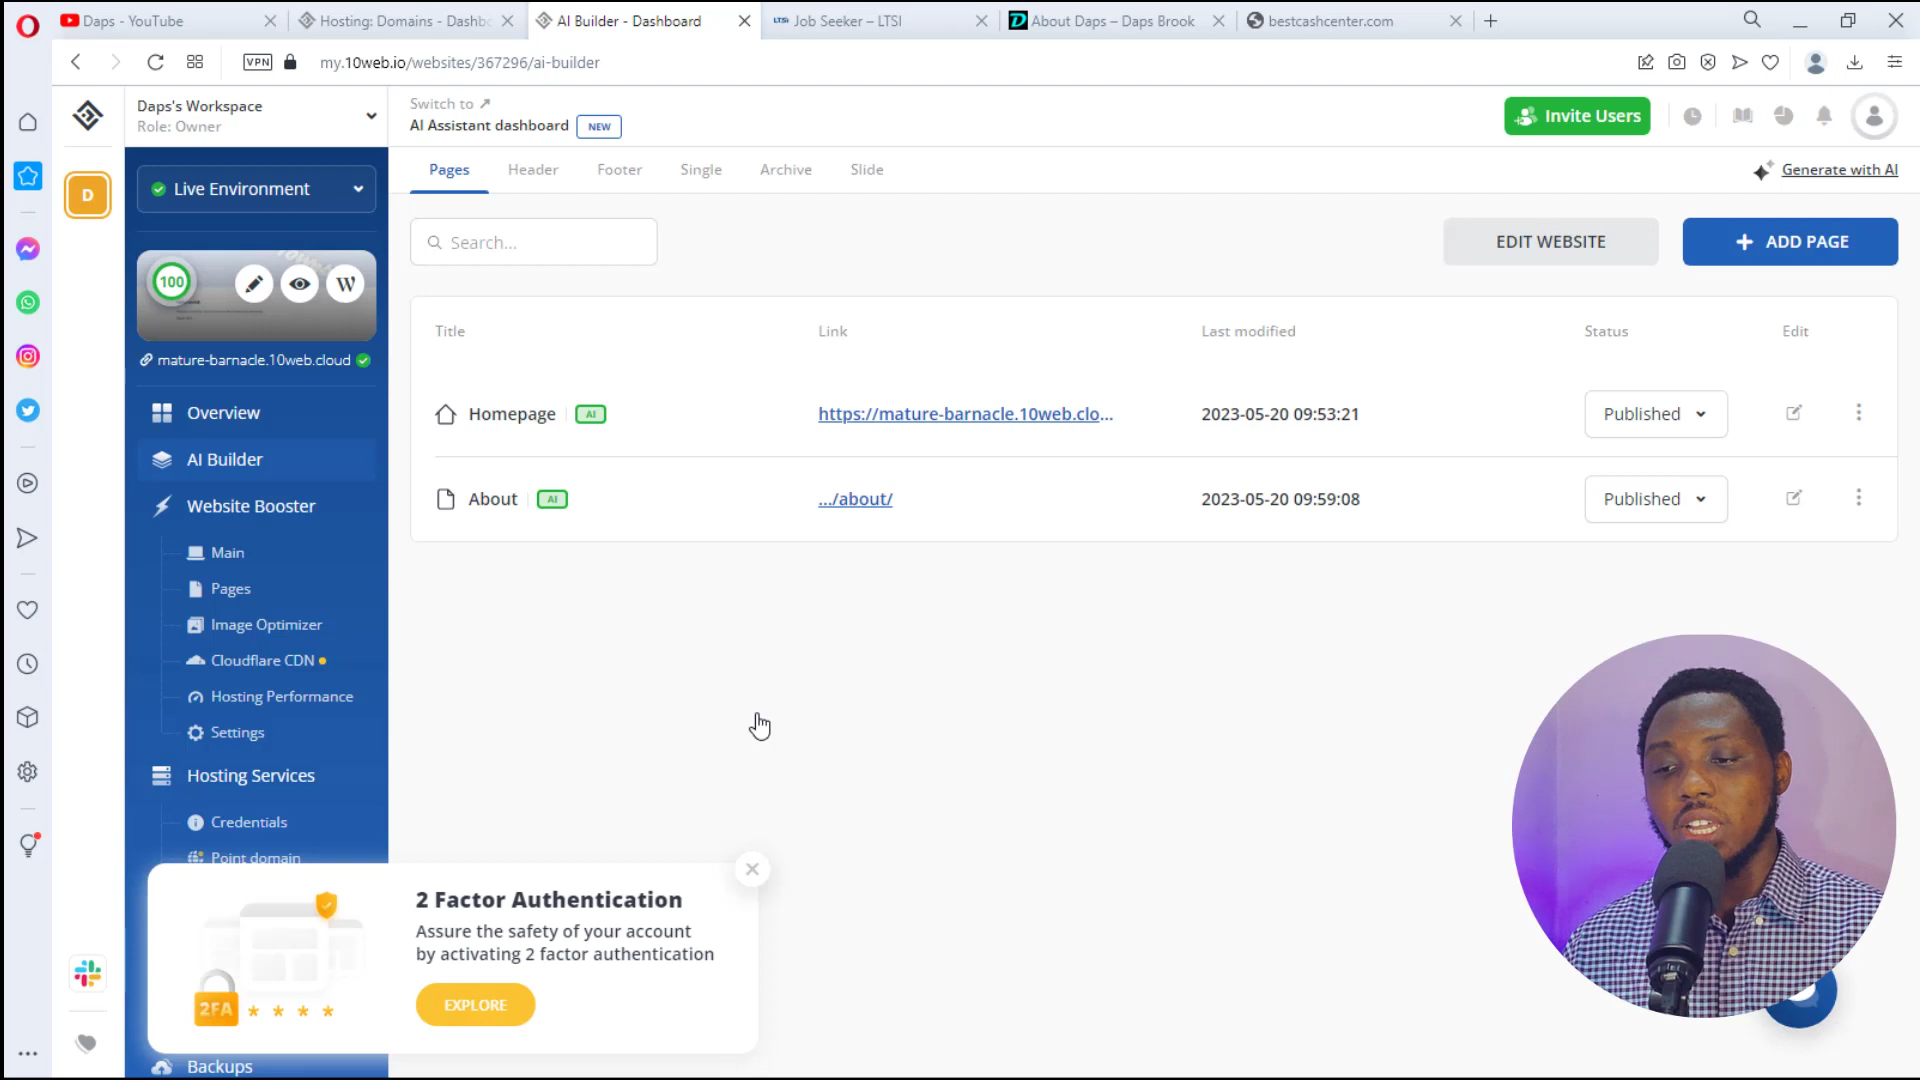 Daps - YouTube
Hosting: Domains - Dashbo
AI Builder - Dashboard
LTSI
Job Seeker – LTSI
About Daps – Daps Brook
bestcashcenter.com
VPN
my.10web.io/websites/367296/ai-builder
Daps's Workspace
Role: Owner
Switch to
AI Assistant dashboard NEW
Invite Users
D
Live Environment
Pages
Header
Footer
Single
Archive
Slide
Generate with AI
Search...
EDIT WEBSITE
ADD PAGE
100
W
mature-barnacle.10web.cloud
Title
Link
Last modified
Status
Edit
Homepage AI
https://mature-barnacle.10web.clo...
2023-05-20 09:53:21
Published
About AI
.../about/
2023-05-20 09:59:08
Published
Overview
AI Builder
Website Booster
Main
Pages
Image Optimizer
Cloudflare CDN
Hosting Performance
Settings
Hosting Services
Credentials
Point domain
2 Factor Authentication
Assure the safety of your account
by activating 2 factor authentication
2FA * * * *
EXPLORE
Backups